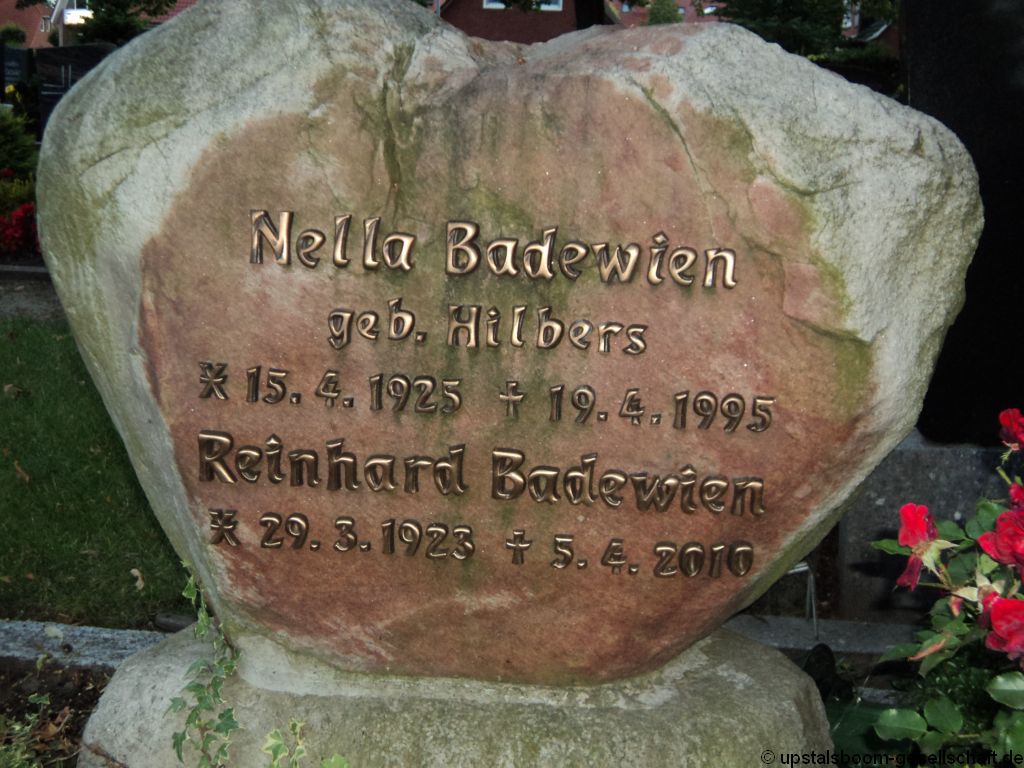 Nella Badewien
geb. Hilbers
* 15. 4. 1925 † 19. 4. 1995
Reinhard Badewien
* 29. 3. 1923 † 5. 4. 2010
© upstalsboom-gesellschaft.de